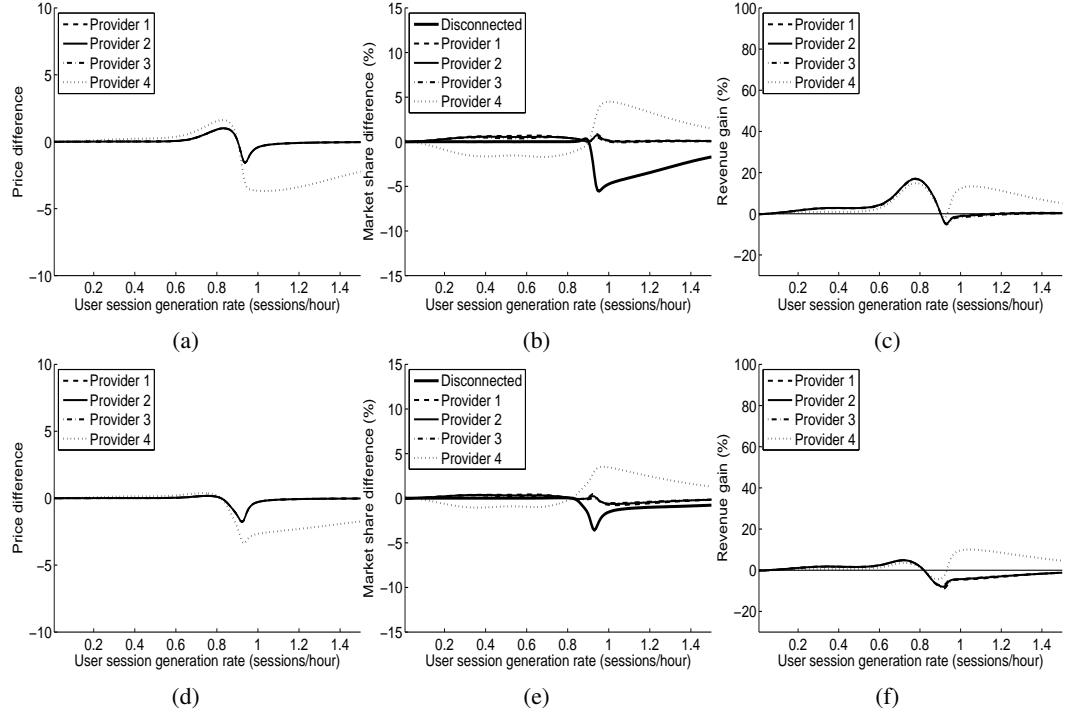 10
5
0
−5
−10
Price difference
Provider 1
Provider 2
Provider 3
Provider 4
0.2 0.4 0.6 0.8 1 1.2 1.4
User session generation rate (sessions/hour)
(a)
15
10
5
0
−5
−10
−15
Market share difference (%)
Disconnected
Provider 1
Provider 2
Provider 3
Provider 4
0.2 0.4 0.6 0.8 1 1.2 1.4
User session generation rate (sessions/hour)
(b)
100
80
60
40
20
0
−20
Revenue gain (%)
Provider 1
Provider 2
Provider 3
Provider 4
0.2 0.4 0.6 0.8 1 1.2 1.4
User session generation rate (sessions/hour)
(c)
10
5
0
−5
−10
Price difference
Provider 1
Provider 2
Provider 3
Provider 4
0.2 0.4 0.6 0.8 1 1.2 1.4
User session generation rate (sessions/hour)
(d)
15
10
5
0
−5
−10
−15
Market share difference (%)
Disconnected
Provider 1
Provider 2
Provider 3
Provider 4
0.2 0.4 0.6 0.8 1 1.2 1.4
User session generation rate (sessions/hour)
(e)
100
80
60
40
20
0
−20
Revenue gain (%)
Provider 1
Provider 2
Provider 3
Provider 4
0.2 0.4 0.6 0.8 1 1.2 1.4
User session generation rate (sessions/hour)
(f)